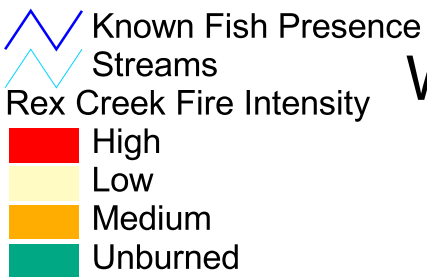 Known Fish Presence
Streams
Rex Creek Fire Intensity
High
Low
Medium
Unburned